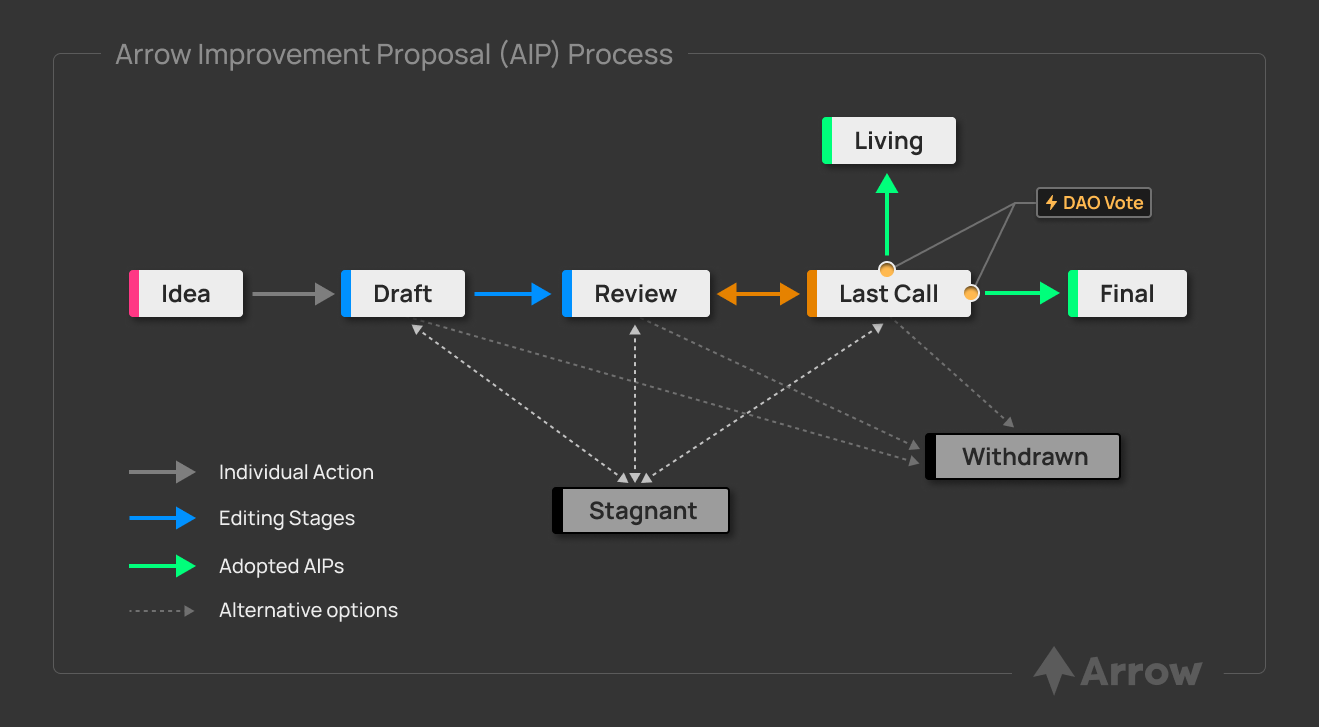 Arrow Improvement Proposal (AIP) Process
Living
DAO Vote
Idea
Draft
Review
Last Call
Final
Withdrawn
Stagnant
Individual Action
Editing Stages
Adopted AIPs
Alternative options
Arrow